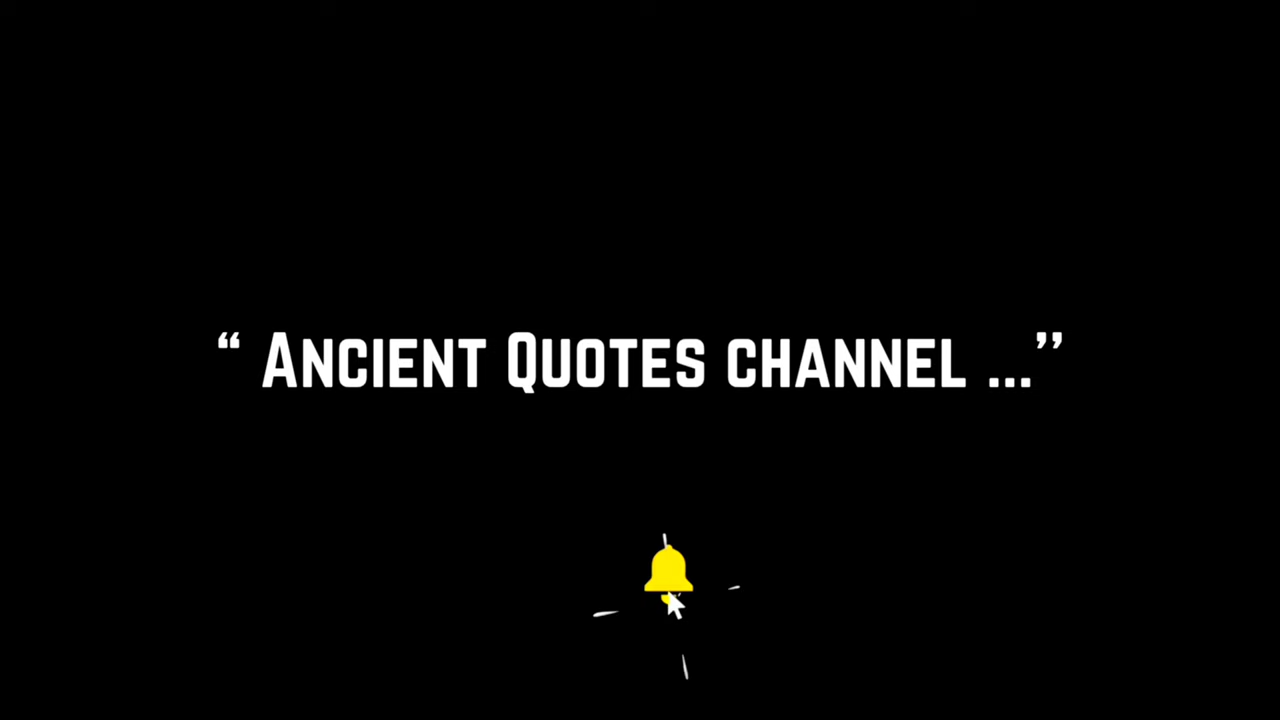 “ Ancient Quotes channel ...’’